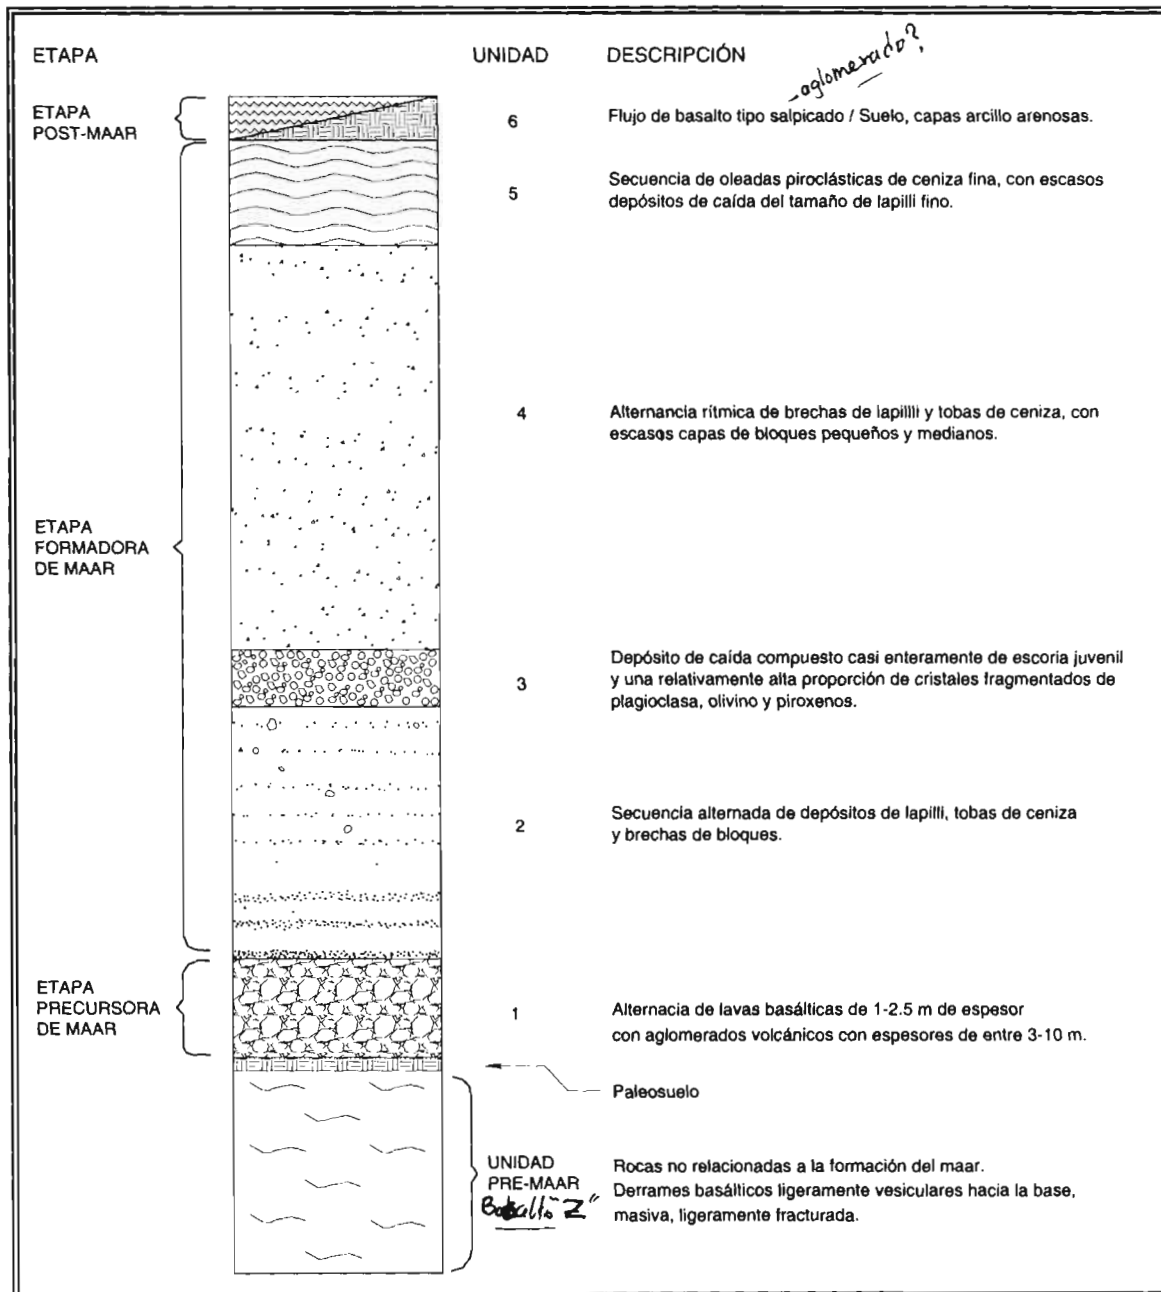 ETAPA UNIDAD DESCRIPCIÓN
aglomerado?
ETAPA
POST-MAAR
6 Flujo de basalto tipo salpicado / Suelo, capas arcillo arenosas.
5 Secuencia de oleadas piroclásticas de ceniza fina, con escasos
depósitos de caída del tamaño de lapilli fino.
4 Alternancia rítmica de brechas de lapillli y tobas de ceniza, con
escasos capas de bloques pequeños y medianos.
ETAPA
FORMADORA
DE MAAR
3 Depósito de caída compuesto casi enteramente de escoria juvenil
y una relativamente alta proporción de cristales fragmentados de
plagioclasa, olivino y piroxenos.
2 Secuencia alternada de depósitos de lapilli, tobas de ceniza
y brechas de bloques.
ETAPA
PRECURSORA
DE MAAR
1 Alternacia de lavas basálticas de 1-2.5 m de espesor
con aglomerados volcánicos con espesores de entre 3-10 m.
Paleosuelo
UNIDAD
PRE-MAAR
Rocas no relacionadas a la formación del maar.
Derrames basálticos ligeramente vesiculares hacia la base,
masiva, ligeramente fracturada.